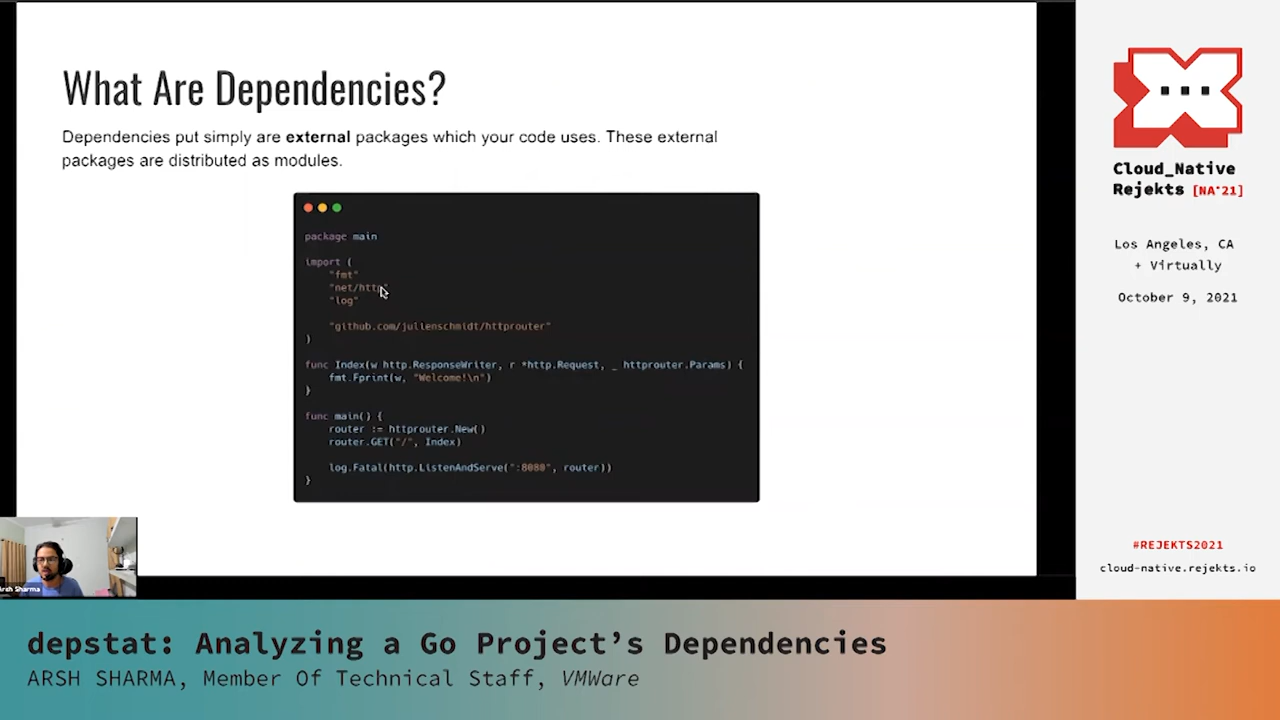 What Are Dependencies?
Dependencies put simply are external packages which your code uses. These external
packages are distributed as modules.
package main
import (
"fmt"
"net/http"
"log"
"github.com/julienschmidt/httprouter"
)
func Index(w http.ResponseWriter, r *http.Request, _ httprouter.Params) {
fmt.Fprint(w, "Welcome!\n")
}
func main() {
router := httprouter.New()
router.GET("/", Index)
log.Fatal(http.ListenAndServe(":8080", router))
}
Arsh Sharma
Cloud_Native
Rejekts [NA'21]
Los Angeles, CA
+ Virtually
October 9, 2021
#REJEKTS2021
cloud-native.rejekts.io
depstat: Analyzing a Go Project's Dependencies
ARSH SHARMA, Member Of Technical Staff, VMWare